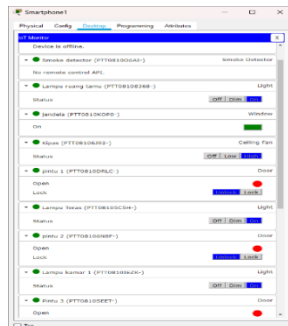 Smartphone1
Physical Config Desktop Programming Attributes
IoT Monitor X
Device is offline.
Smoke detector Smoke Detector
No remote control API.
Lampu ruang tamu Light
Status Off Dim On
Jendela Window
On
Kipas Ceiling Fan
Status Off Low High
pintu 1 Door
Open
Lock Unlock Lock
Lampu Teras Light
Status Off Dim On
pintu 2 Door
Open
Lock Unlock Lock
Lampu kamar 1 Light
Status Off Dim On
Pintu 3 Door
Open
Top